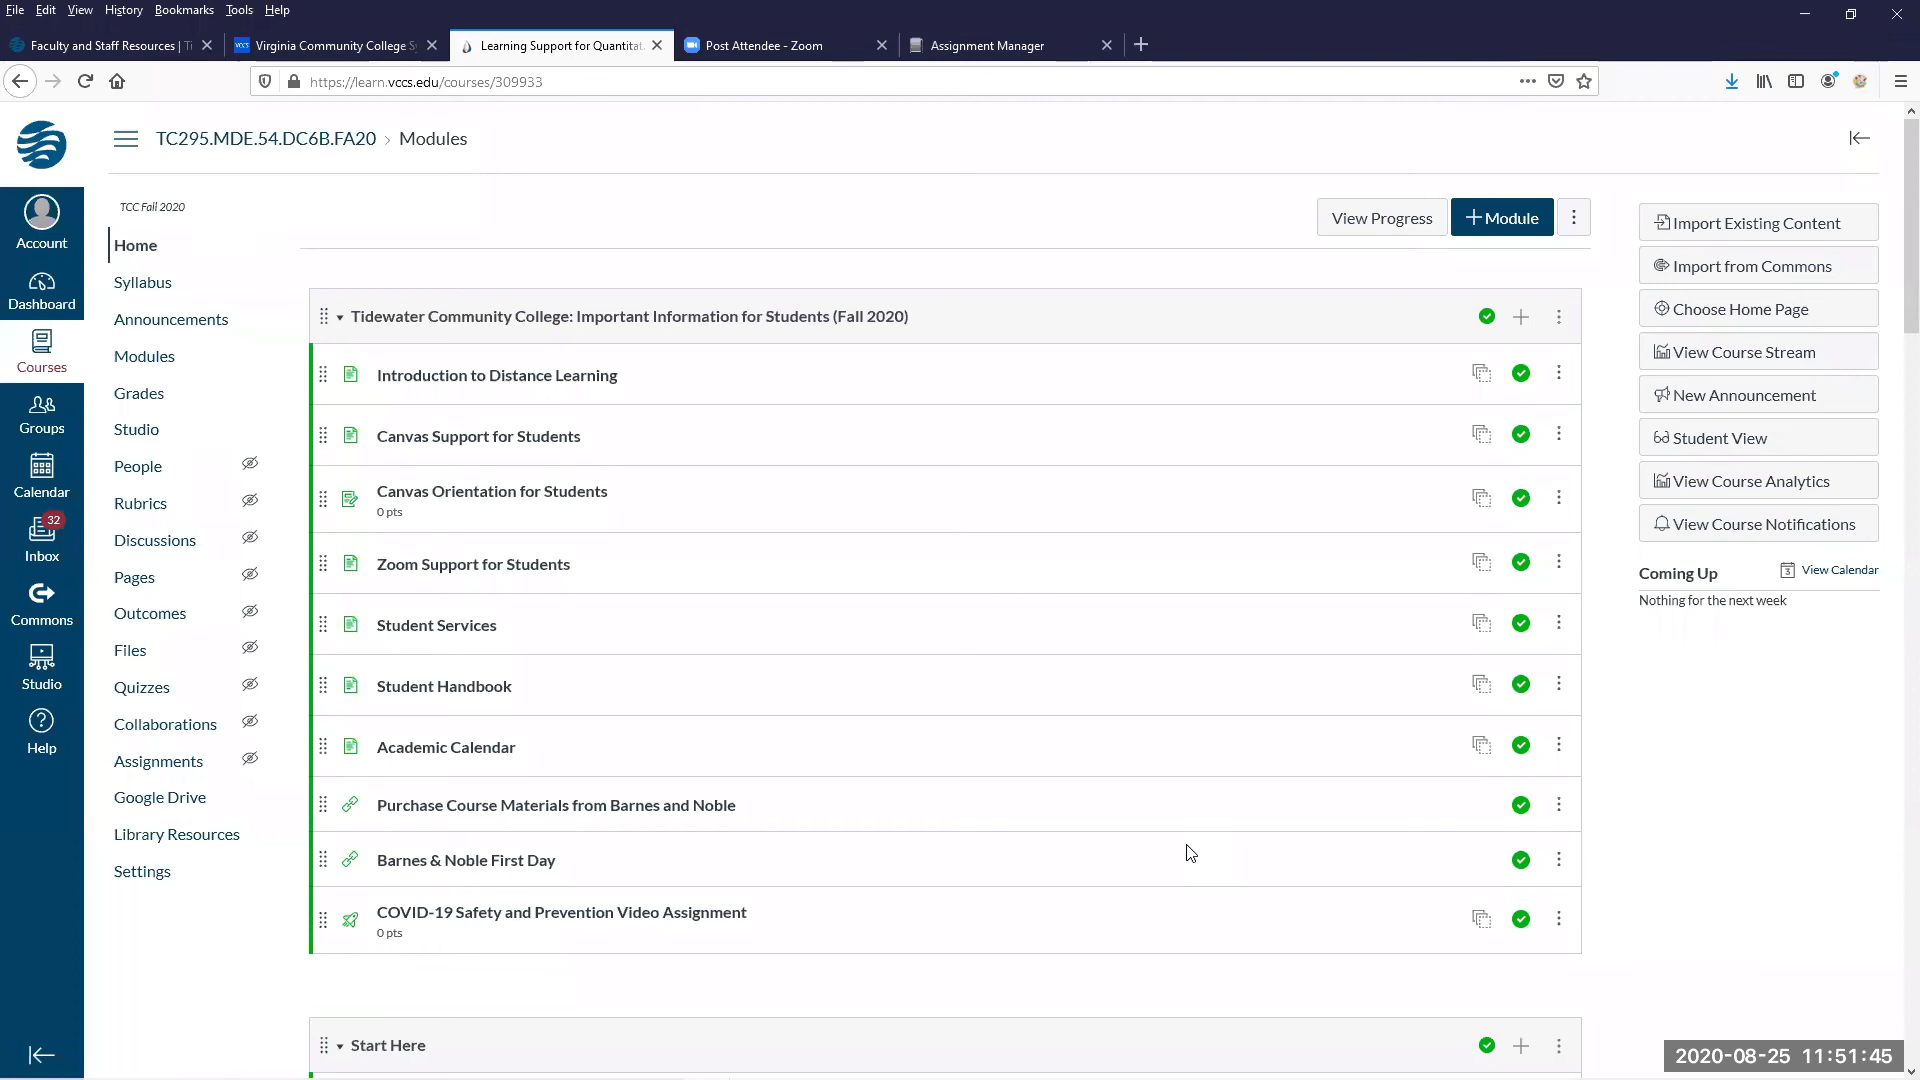 File Edit View History Bookmarks Tools Help
Faculty and Staff Resources | Ti
vccs Virginia Community College S
Learning Support for Quantitat
Post Attendee - Zoom
Assignment Manager
https://learn.vccs.edu/courses/309933
TC295.MDE.54.DC6B.FA20 › Modules
Account
Dashboard
Courses
Groups
Calendar
32
Inbox
Commons
Studio
Help
TCC Fall 2020
Home
Syllabus
Announcements
Modules
Grades
Studio
People
Rubrics
Discussions
Pages
Outcomes
Files
Quizzes
Collaborations
Assignments
Google Drive
Library Resources
Settings
View Progress
+ Module
Tidewater Community College: Important Information for Students (Fall 2020)
Introduction to Distance Learning
Canvas Support for Students
Canvas Orientation for Students
0 pts
Zoom Support for Students
Student Services
Student Handbook
Academic Calendar
Purchase Course Materials from Barnes and Noble
Barnes & Noble First Day
COVID-19 Safety and Prevention Video Assignment
0 pts
Start Here
Import Existing Content
Import from Commons
Choose Home Page
View Course Stream
New Announcement
Student View
View Course Analytics
View Course Notifications
Coming Up
3 View Calendar
Nothing for the next week
2020-08-25 11:51:45